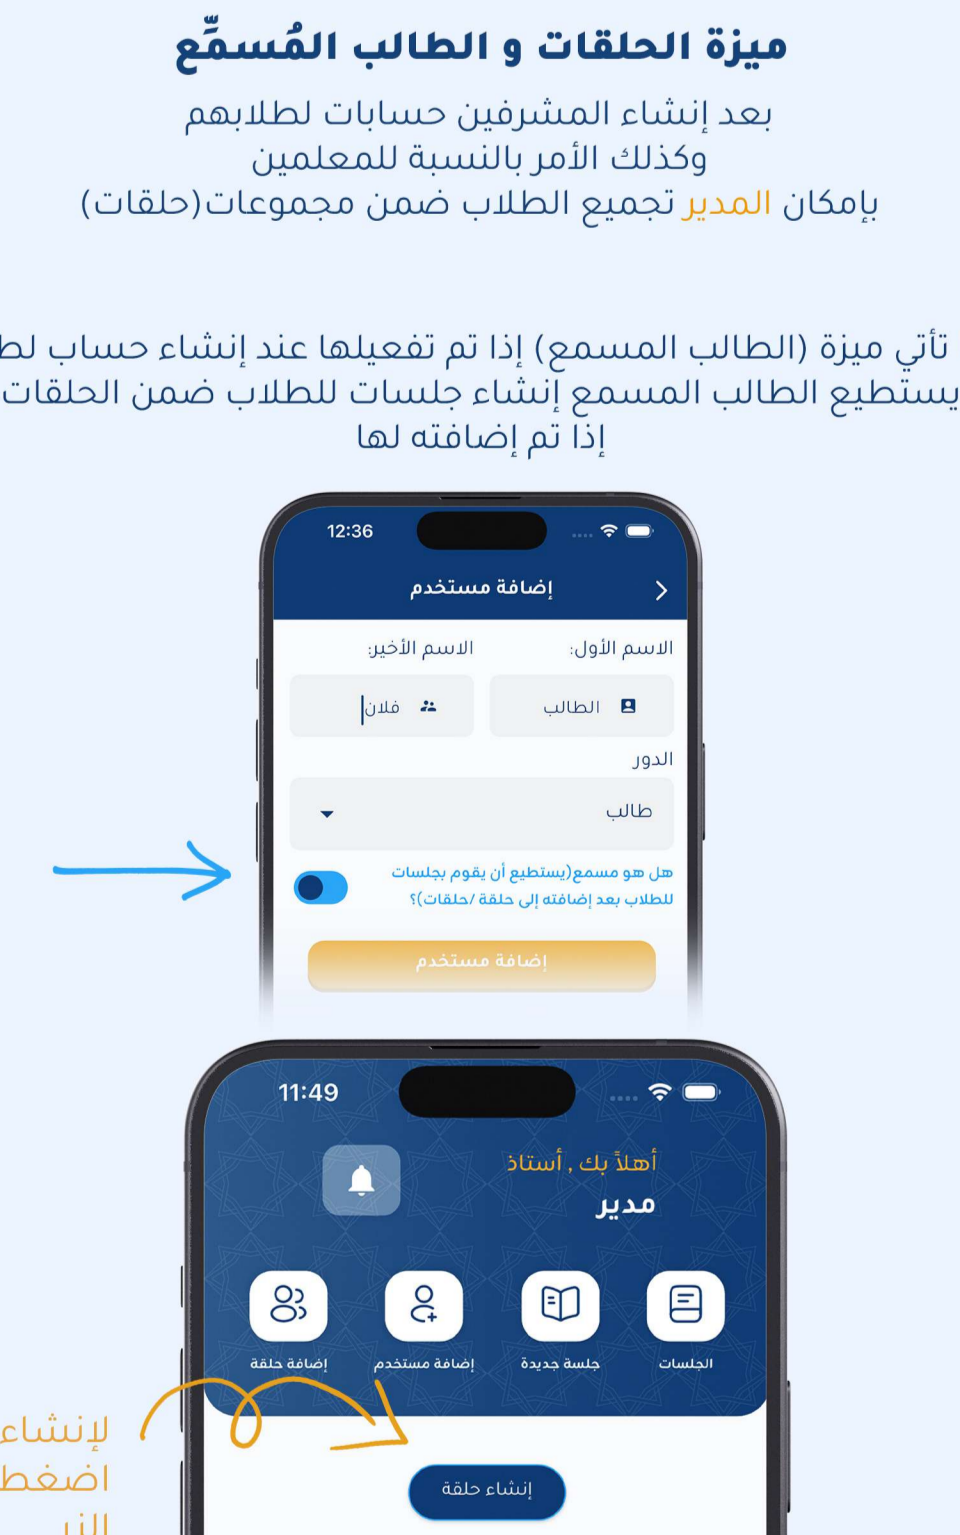 ميزة الحلقات و الطالب المُسمِّع
بعد إنشاء المشرفين حسابات لطلابهم
وكذلك الأمر بالنسبة للمعلمين
بإمكان المدير تجميع الطلاب ضمن مجموعات(حلقات)
تأتي ميزة (الطالب المسمع) إذا تم تفعيلها عند إنشاء حساب
يستطيع الطالب المسمع إنشاء جلسات للطلاب ضمن الحلقات
إذا تم إضافته لها
12:36
إضافة مستخدم
الاسم الأول: الاسم الأخير:
الطالب فلان
الدور
طالب
هل هو مسمع(يستطيع أن يقوم بجلسات
للطلاب بعد إضافته إلى حلقة /حلقات)؟
إضافة مستخدم
11:49
أهلاً بك , أستاذ
مدير
الجلسات جلسة جديدة إضافة مستخدم إضافة حلقة
لإنشاء
اضغط
إنشاء حلقة